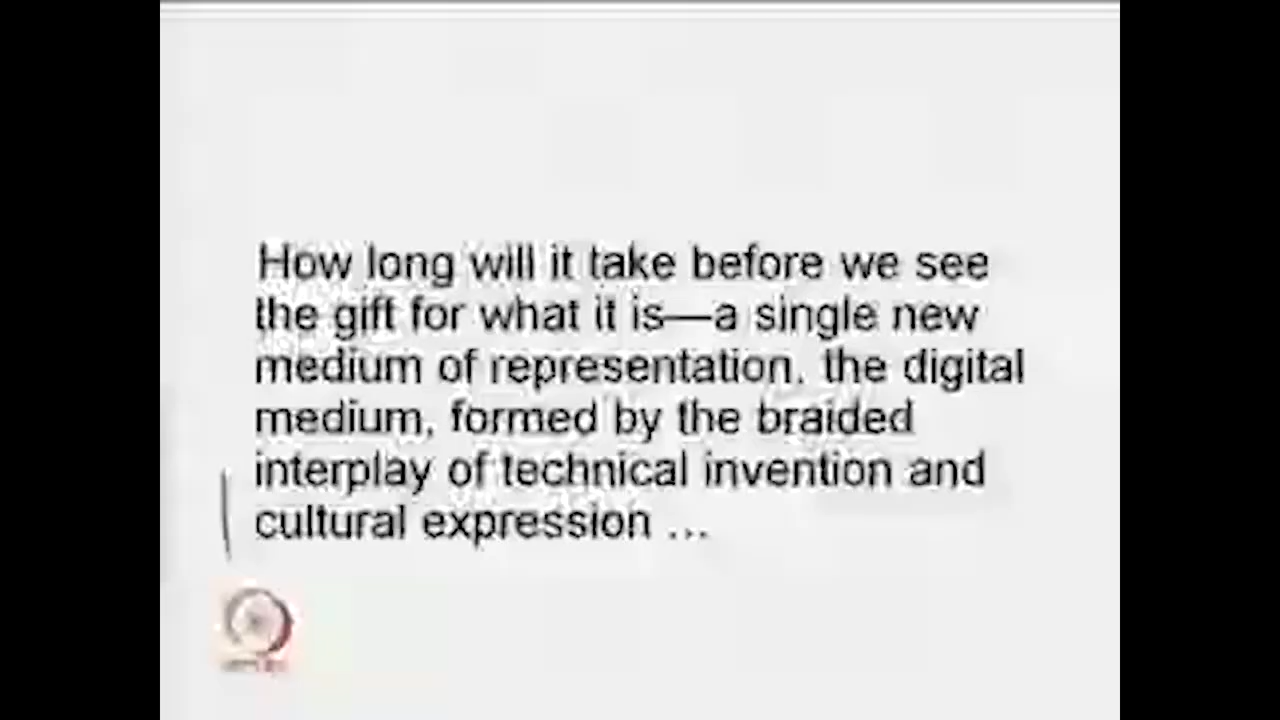 How long will it take before we see
the gift for what it is—a single new
medium of representation, the digital
medium, formed by the braided
interplay of technical invention and
cultural expression ...